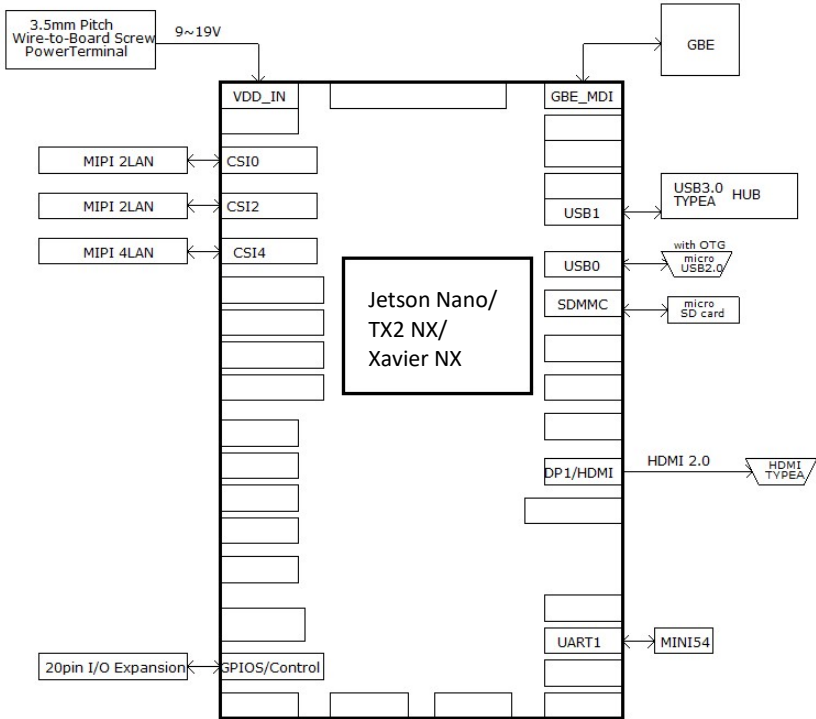 3.5mm Pitch
Wire-to-Board Screw
PowerTerminal
9~19V
GBE
VDD_IN
GBE_MDI
MIPI 2LAN
CSI0
MIPI 2LAN
CSI2
MIPI 4LAN
CSI4
USB1
USB3.0
TYPEA HUB
USB0
with OTG
micro
USB2.0
SDMMC
micro
SD card
Jetson Nano/
TX2 NX/
Xavier NX
DP1/HDMI
HDMI 2.0
HDMI
TYPEA
UART1
MINI54
20pin I/O Expansion
GPIOS/Control